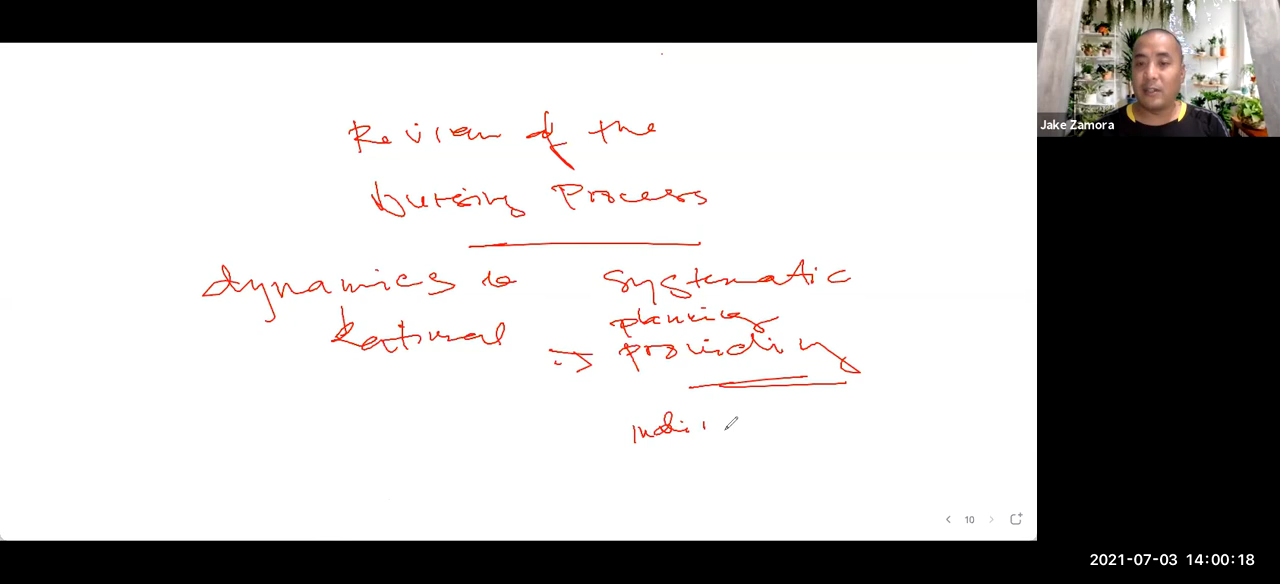 Review of the
Nursing Process
dynamics &
Rational
systematic
planning
=> providing
Indi
Jake Zamora
10
2021-07-03 14:00:18